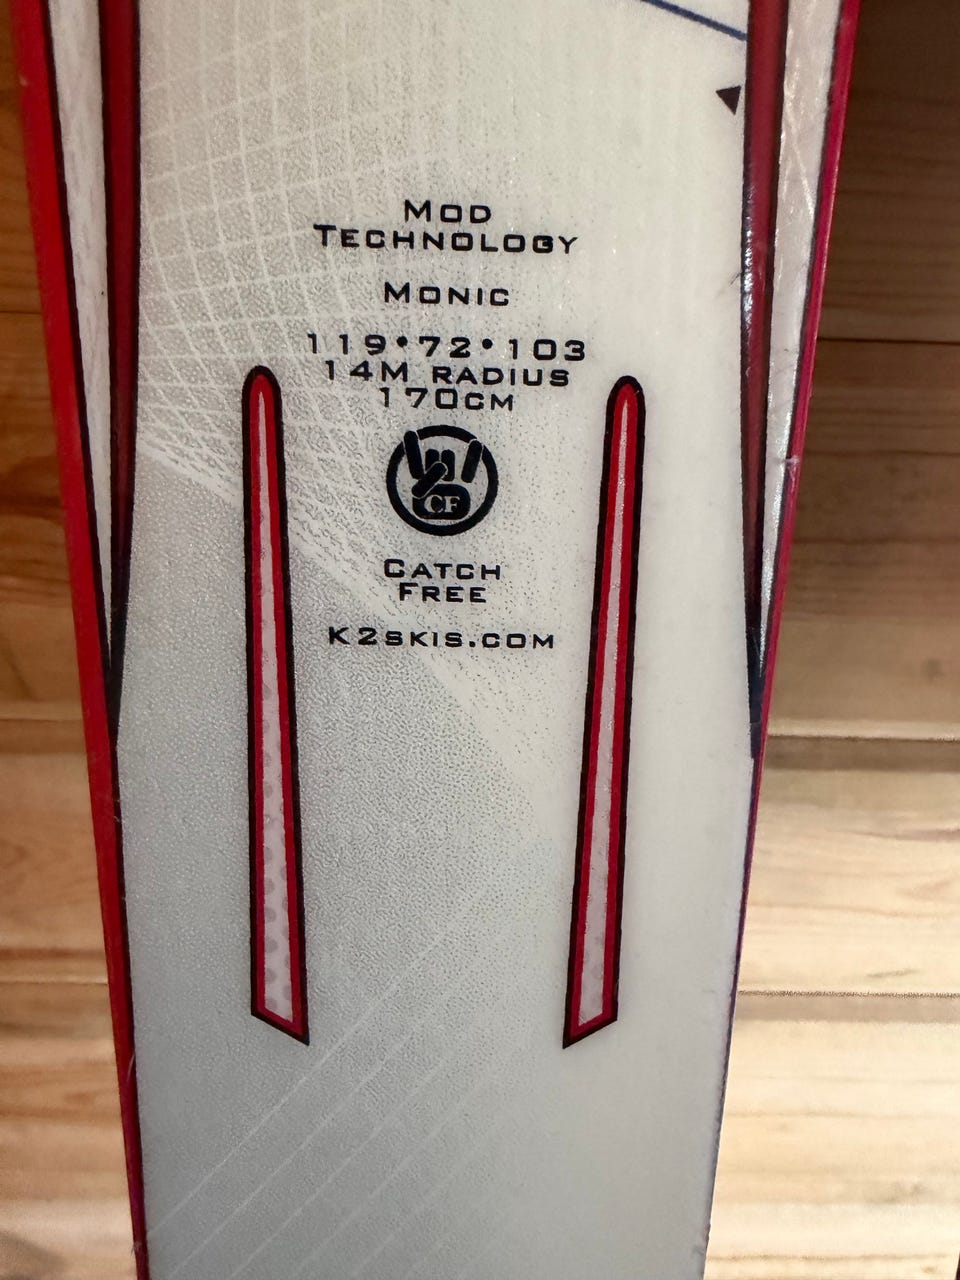 MOD
TECHNOLOGY
MONIC
119•72•103
14M RADIUS
170CM
CF
CATCH
FREE
K2SKIS.COM